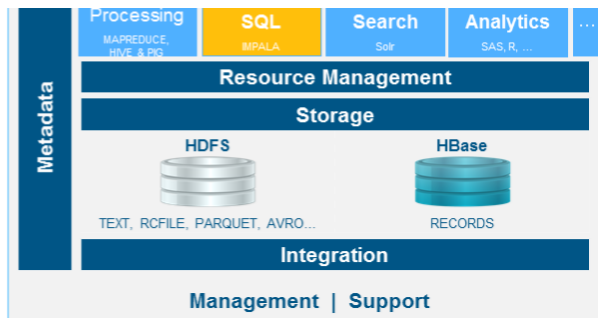 Processing
MAPREDUCE,
HIVE & PIG
SQL
IMPALA
Search
Solr
Analytics
SAS, R, ...
...
Metadata
Resource Management
Storage
HDFS
TEXT, RCFILE, PARQUET, AVRO...
HBase
RECORDS
Integration
Management | Support